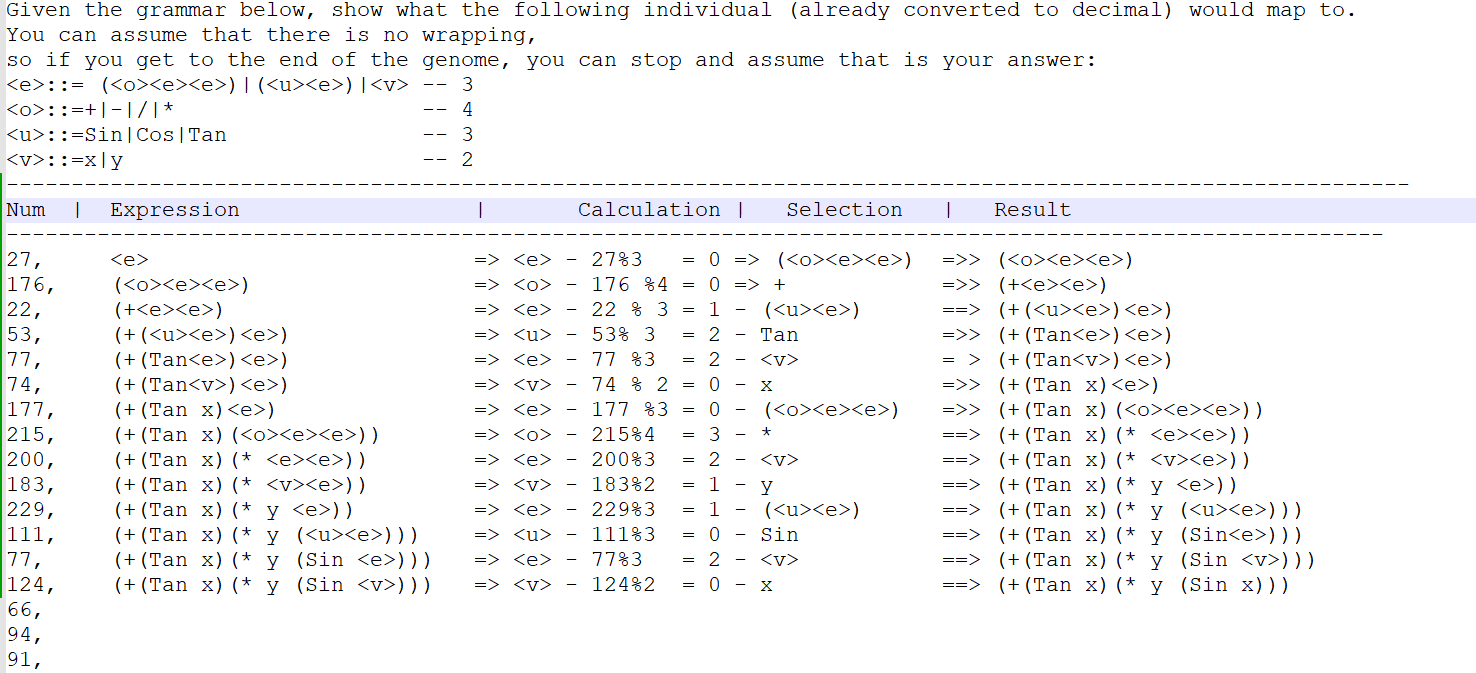 Given the grammar below, show what the following individual (already converted to decimal) would map to.
You can assume that there is no wrapping,
so if you get to the end of the genome, you can stop and assume that is your answer:
<e>::= (<o><e><e>)|(<u><e>)|<v> -- 3
<o>::=+|-|/|* -- 4
<u>::=Sin|Cos|Tan -- 3
<v>::=x|y -- 2
------------------------------------------------------------------------------------------------------------
Num | Expression | Calculation | Selection | Result
----------------------------------------------------------------------------------------------------------
27, <e> => <e> - 27%3 = 0 => (<o><e><e>) =>> (<o><e><e>)
176, (<o><e><e>) => <o> - 176 %4 = 0 => + =>> (+<e><e>)
22, (+<e><e>) => <e> - 22 % 3 = 1 - (<u><e>) ==> (+(<u><e>)<e>)
53, (+(<u><e>)<e>) => <u> - 53% 3 = 2 - Tan =>> (+(Tan<e>)<e>)
77, (+(Tan<e>)<e>) => <e> - 77 %3 = 2 - <v> = > (+(Tan<v>)<e>)
74, (+(Tan<v>)<e>) => <v> - 74 % 2 = 0 - x =>> (+(Tan x)<e>)
177, (+(Tan x)<e>) => <e> - 177 %3 = 0 - (<o><e><e>) =>> (+(Tan x)(<o><e><e>))
215, (+(Tan x)(<o><e><e>)) => <o> - 215%4 = 3 - * ==> (+(Tan x)(* <e><e>))
200, (+(Tan x)(* <e><e>)) => <e> - 200%3 = 2 - <v> ==> (+(Tan x)(* <v><e>))
183, (+(Tan x)(* <v><e>)) => <v> - 183%2 = 1 - y ==> (+(Tan x)(* y <e>))
229, (+(Tan x)(* y <e>)) => <e> - 229%3 = 1 - (<u><e>) ==> (+(Tan x)(* y (<u><e>)))
111, (+(Tan x)(* y (<u><e>))) => <u> - 111%3 = 0 - Sin ==> (+(Tan x)(* y (Sin<e>)))
77, (+(Tan x)(* y (Sin <e>))) => <e> - 77%3 = 2 - <v> ==> (+(Tan x)(* y (Sin <v>)))
124, (+(Tan x)(* y (Sin <v>))) => <v> - 124%2 = 0 - x ==> (+(Tan x)(* y (Sin x)))
66,
94,
91,